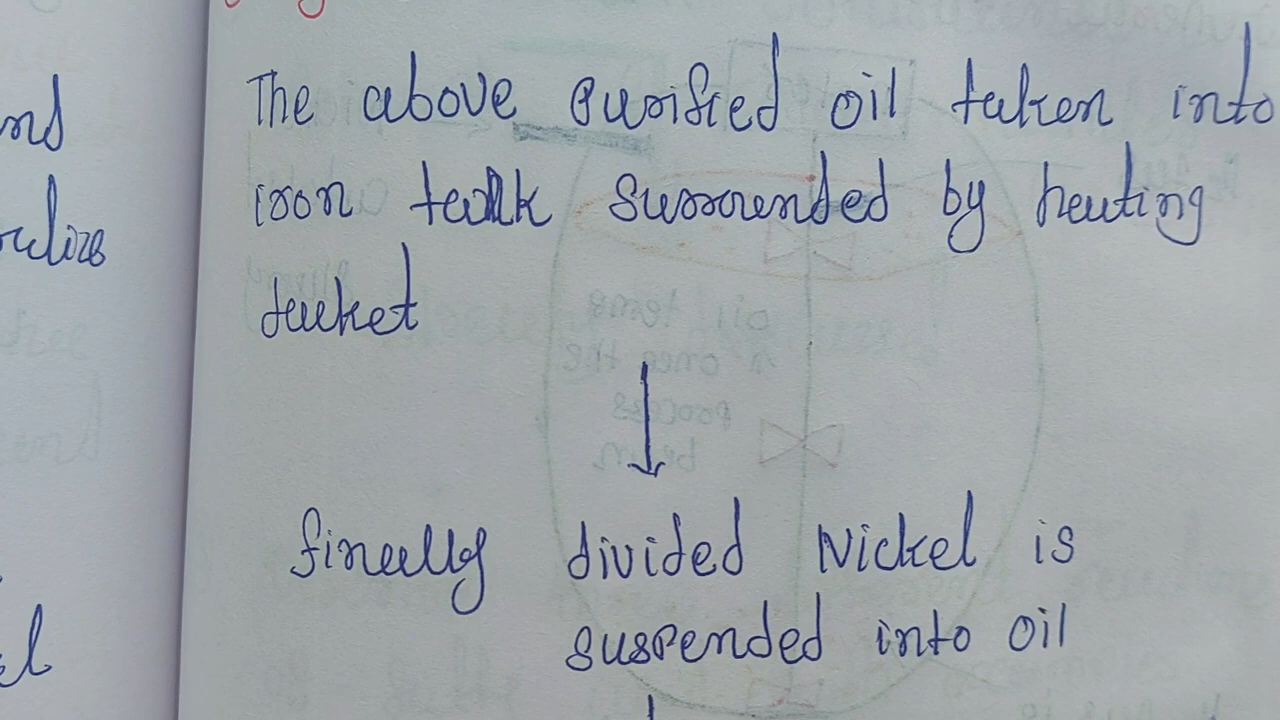 The above purified oil taken into
iron tank surrounded by heating
jacket
↓
finally divided Nickel is
suspended into oil
↓